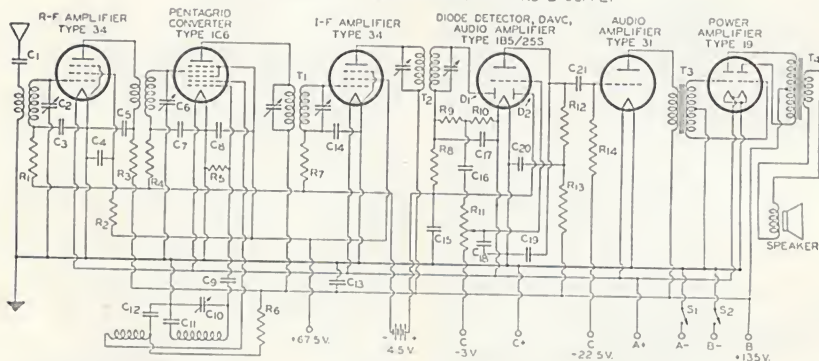 R-F AMPLIFIER
TYPE 34
PENTAGRID
CONVERTER
TYPE 1C6
I-F AMPLIFIER
TYPE 34
DIODE DETECTOR, DAVC,
AUDIO AMPLIFIER
TYPE 1B5/25S
AUDIO
AMPLIFIER
TYPE 31
POWER
AMPLIFIER
TYPE 19
C1
C2
C3
C4
C5
C6
C7
C8
T1
C14
T2
D1
D2
R9
R10
C17
C16
C20
C21
R12
T3
T4
R1
R2
R3
R4
R5
R7
R8
R11
R13
R14
C15
C18
C19
SPEAKER
C9
C13
C12
C11
C10
R6
+67.5V.
-
4.5V.
+
C
-3V
C+
C
-22.5V.
A+
S1
A-
S2
B-
B
+135V.